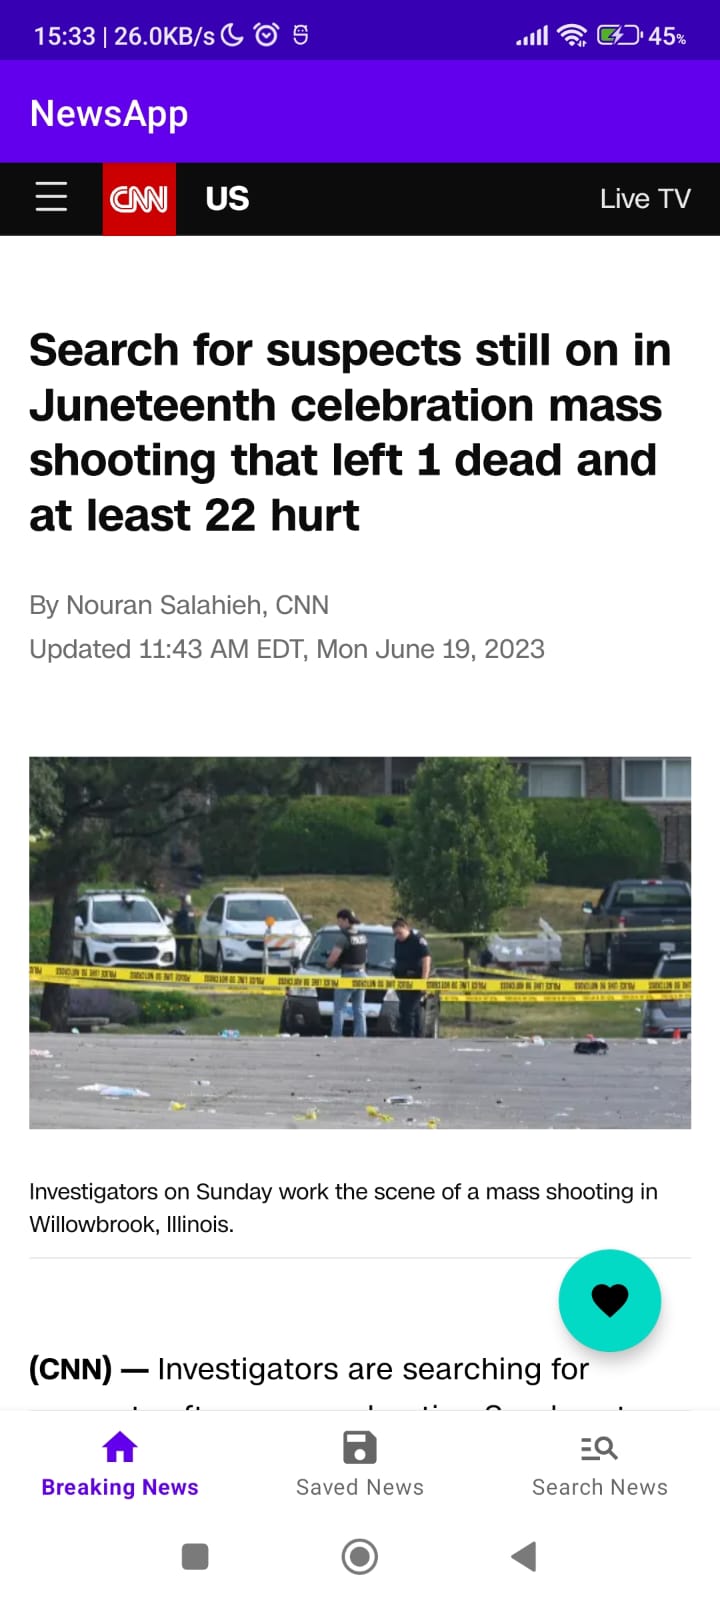 15:33 | 26.0KB/s
45%
NewsApp
CNN US Live TV
Search for suspects still on in
Juneteenth celebration mass
shooting that left 1 dead and
at least 22 hurt
By Nouran Salahieh, CNN
Updated 11:43 AM EDT, Mon June 19, 2023
Investigators on Sunday work the scene of a mass shooting in
Willowbrook, Illinois.
(CNN) — Investigators are searching for
Breaking News
Saved News
Search News